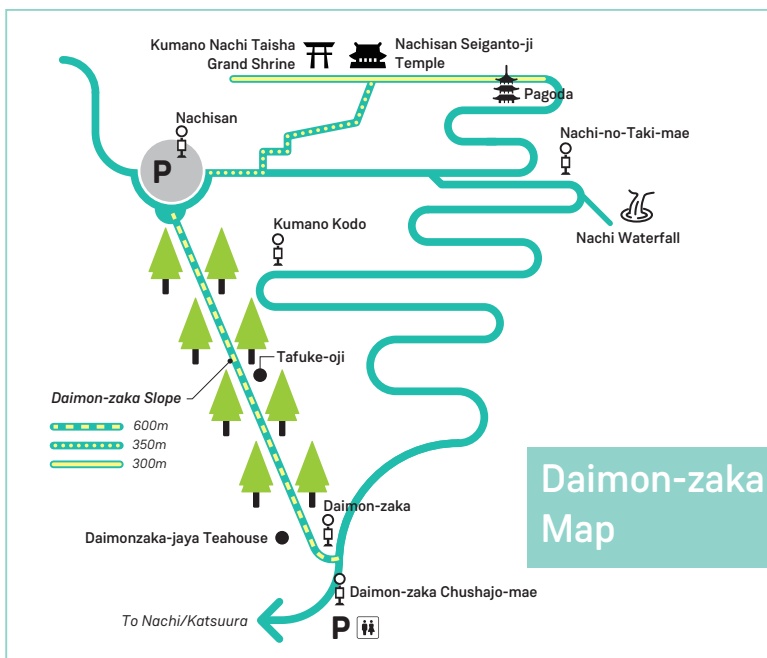 Kumano Nachi Taisha
Grand Shrine
Nachisan Seiganto-ji
Temple
Pagoda
Nachisan
Nachi-no-Taki-mae
P
Kumano Kodo
Nachi Waterfall
Tafuke-oji
Daimon-zaka Slope
600m
350m
300m
Daimon-zaka
Map
Daimon-zaka
Daimonzaka-jaya Teahouse
Daimon-zaka Chushajo-mae
To Nachi/Katsuura
P